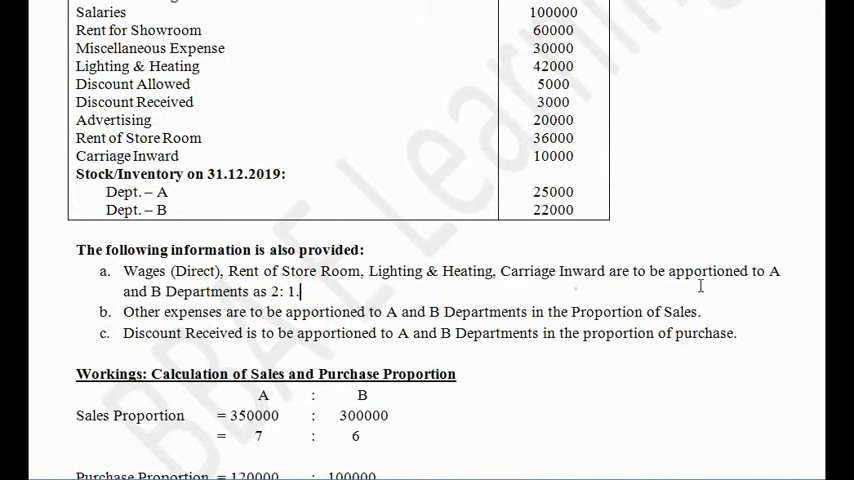 Salaries 100000
Rent for Showroom 60000
Miscellaneous Expense 30000
Lighting & Heating 42000
Discount Allowed 5000
Discount Received 3000
Advertising 20000
Rent of Store Room 36000
Carriage Inward 10000
Stock/Inventory on 31.12.2019:
Dept. – A 25000
Dept. – B 22000
The following information is also provided:
a. Wages (Direct), Rent of Store Room, Lighting & Heating, Carriage Inward are to be apportioned to A
and B Departments as 2: 1.
b. Other expenses are to be apportioned to A and B Departments in the Proportion of Sales.
c. Discount Received is to be apportioned to A and B Departments in the proportion of purchase.
Workings: Calculation of Sales and Purchase Proportion
A : B
Sales Proportion = 350000 : 300000
= 7 : 6
Purchase Proportion = 120000 : 100000
BBA E Learning